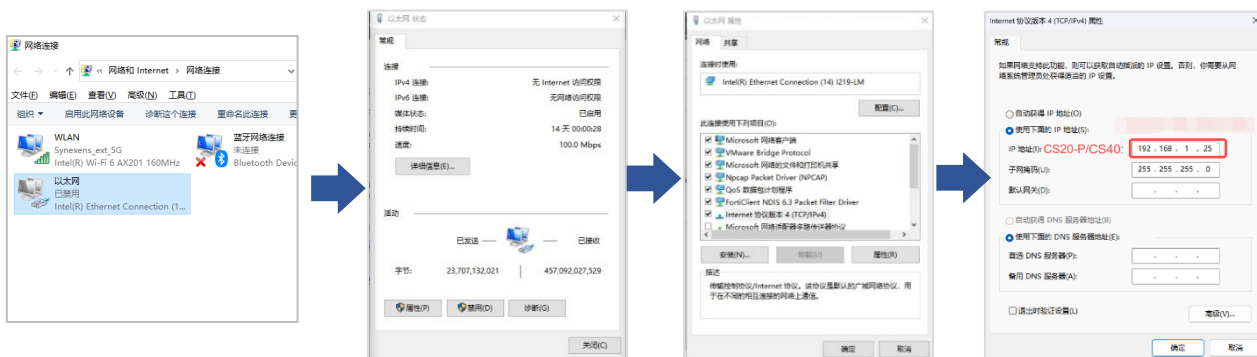 网络连接
网络和 Internet > 网络连接
文件(F) 编辑(E) 查看(V) 高级(N) 工具(T)
组织 启用此网络设备 诊断这个连接 重命名此连接 更
WLAN
Synexens_ext_5G
Intel(R) Wi-Fi 6 AX201 160MHz
蓝牙网络连接
未连接
Bluetooth Devic
以太网
已禁用
Intel(R) Ethernet Connection (1...
以太网 状态
常规
连接
IPv4 连接: 无 Internet 访问权限
IPv6 连接: 无网络访问权限
媒体状态: 已启用
持续时间: 14 天 00:00:28
速度: 100.0 Mbps
详细信息(E)...
活动
已发送 — — 已接收
字节: 23,707,132,021 | 457,092,027,529
属性(P) 禁用(D) 诊断(G)
关闭(C)
以太网 属性
网络 共享
连接时使用:
Intel(R) Ethernet Connection (14) I219-LM
配置(C)...
此连接使用下列项目(O):
Microsoft 网络客户端
VMware Bridge Protocol
Microsoft 网络的文件和打印机共享
Npcap Packet Driver (NPCAP)
QoS 数据包计划程序
FortiClient NDIS 6.3 Packet Filter Driver
Internet 协议版本 4 (TCP/IPv4)
Microsoft 网络适配器多路传送器协议
安装(N)... 卸载(U) 属性(R)
描述
传输控制协议/Internet 协议。该协议是默认的广域网络协议，用
于在不同的相互连接的网络上通信。
确定 取消
Internet 协议版本 4 (TCP/IPv4) 属性
常规
如果网络支持此功能，则可以获取自动指派的 IP 设置。否则，你需要从网
络系统管理员处获得适当的 IP 设置。
自动获得 IP 地址(O)
使用下面的 IP 地址(S):
IP 地址(I): CS20-P/CS40: 192 . 168 . 1 . 25
子网掩码(U): 255 . 255 . 255 . 0
默认网关(D): . . .
自动获得 DNS 服务器地址(B)
使用下面的 DNS 服务器地址(E):
首选 DNS 服务器(P): . . .
备用 DNS 服务器(A): . . .
退出时验证设置(L)
高级(V)...
确定 取消